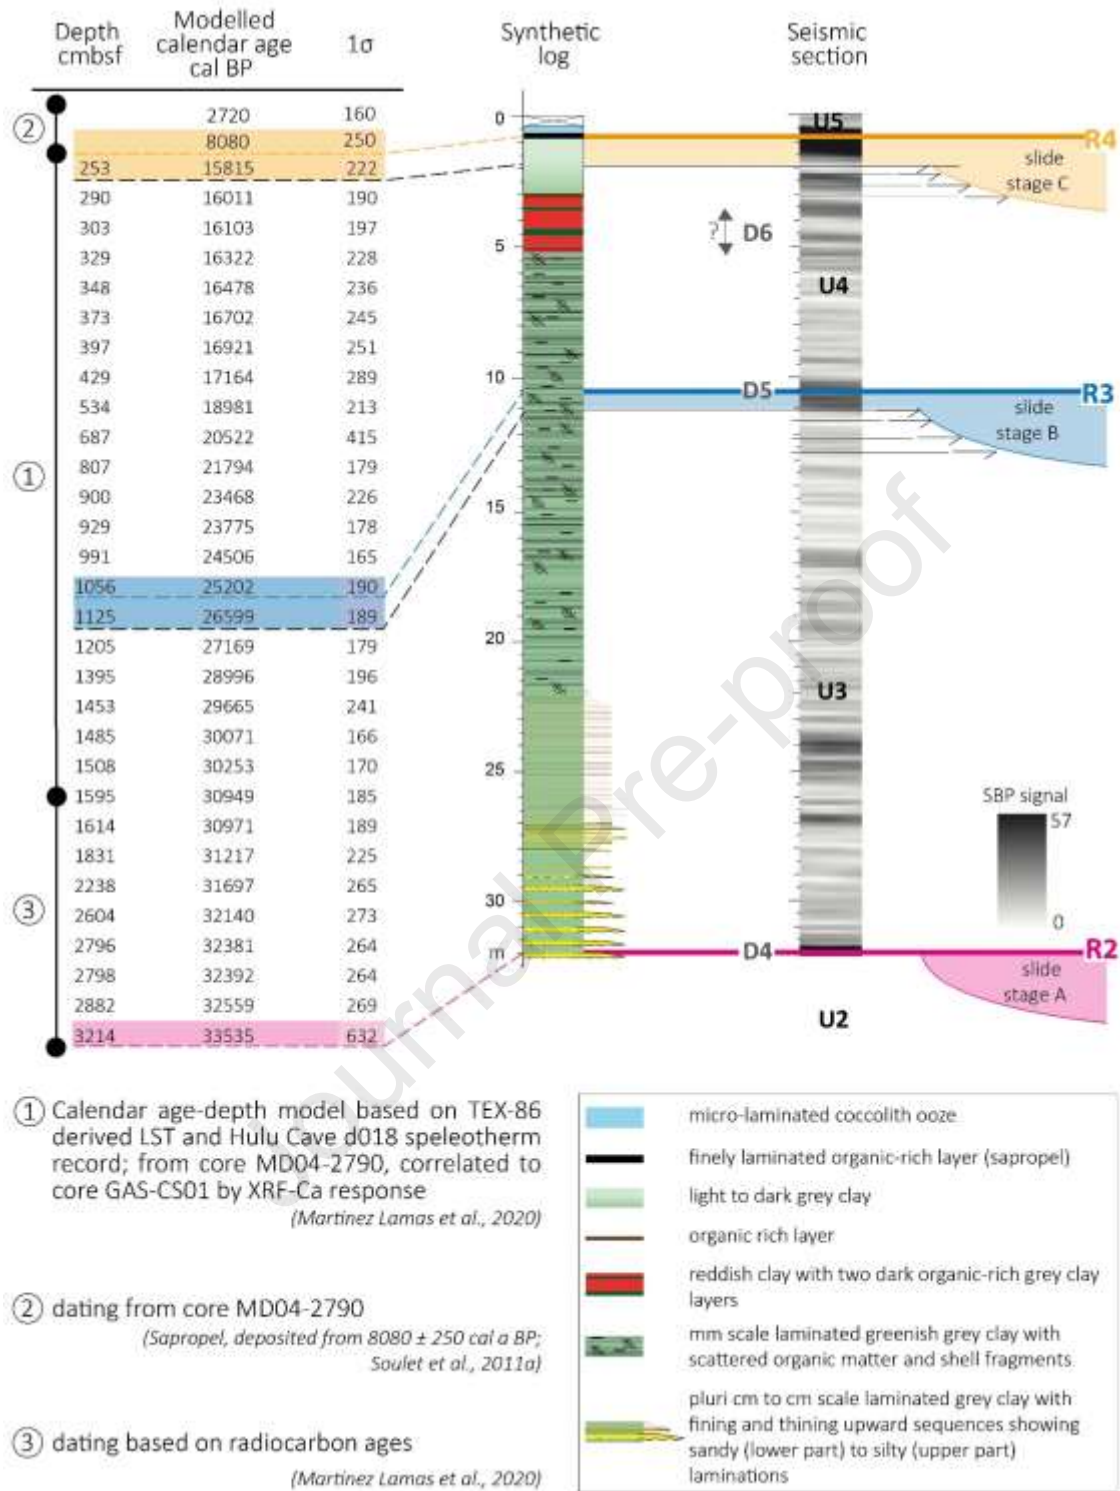 Depth cmbsf
Modelled calendar age cal BP
1σ
Synthetic log
Seismic section
2720 160
8080 250
253 15815 222
290 16011 190
303 16103 197
329 16322 228
348 16478 236
373 16702 245
397 16921 251
429 17164 289
534 18981 213
687 20522 415
807 21794 179
900 23468 226
929 23775 178
991 24506 165
1056 25202 190
1125 26599 189
1205 27169 179
1395 28996 196
1453 29665 241
1485 30071 166
1508 30253 170
1595 30949 185
1614 30971 189
1831 31217 225
2238 31697 265
2604 32140 273
2796 32381 264
2798 32392 264
2882 32559 269
3214 33535 632
②
①
③
0
5
10
15
20
25
30
m
U5
R4
slide
stage C
? D6
U4
D5
R3
slide
stage B
U3
SBP signal
57
0
D4
R2
slide
stage A
U2
Journal Pre-proof
① Calendar age-depth model based on TEX-86
derived LST and Hulu Cave d018 speleotherm
record; from core MD04-2790, correlated to
core GAS-CS01 by XRF-Ca response
(Martinez Lamas et al., 2020)
② dating from core MD04-2790
(Sapropel, deposited from 8080 ± 250 cal a BP;
Soulet et al., 2011a)
③ dating based on radiocarbon ages
(Martinez Lamas et al., 2020)
micro-laminated coccolith ooze
finely laminated organic-rich layer (sapropel)
light to dark grey clay
organic rich layer
reddish clay with two dark organic-rich grey clay
layers
mm scale laminated greenish grey clay with
scattered organic matter and shell fragments
pluri cm to cm scale laminated grey clay with
fining and thining upward sequences showing
sandy (lower part) to silty (upper part)
laminations